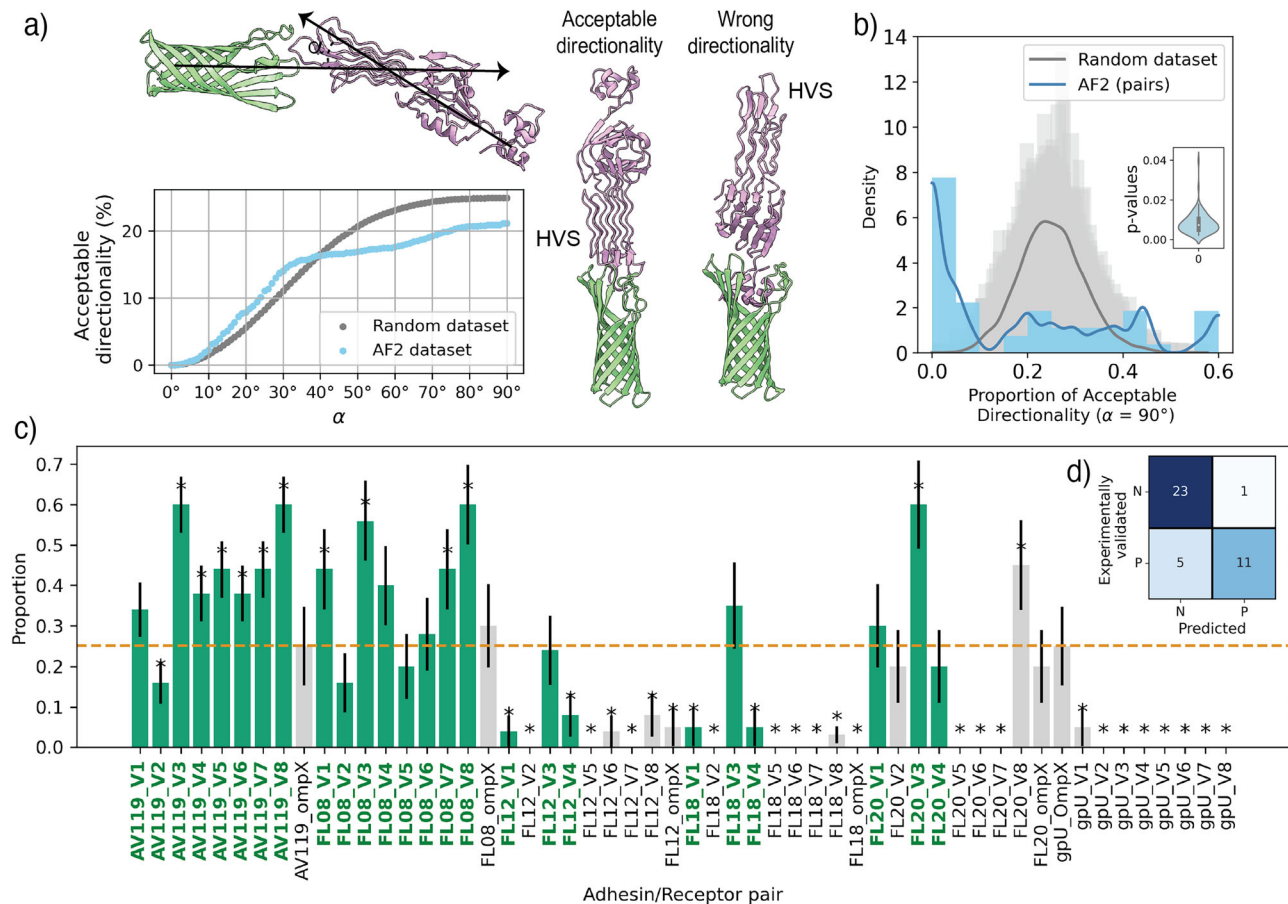 a)
α
Acceptable
directionality
Wrong
directionality
HVS
HVS
Acceptable
directionality (%)
20
10
0
Random dataset
AF2 dataset
0° 10° 20° 30° 40° 50° 60° 70° 80° 90°
α
b)
14
12
10
8
6
4
2
0
Density
Random dataset
AF2 (pairs)
p-values
0.04
0.02
0.00
0
0.0 0.2 0.4 0.6
Proportion of Acceptable
Directionality (α = 90°)
c)
Proportion
0.7
0.6
0.5
0.4
0.3
0.2
0.1
0.0
* * * * * * * * * * * * * * * * * * * * * * * * * * * * * * * * * * * * * *
AV119_V1
AV119_V2
AV119_V3
AV119_V4
AV119_V5
AV119_V6
AV119_V7
AV119_V8
AV119_ompX
FL08_V1
FL08_V2
FL08_V3
FL08_V4
FL08_V5
FL08_V6
FL08_V7
FL08_V8
FL08_ompX
FL12_V1
FL12_V2
FL12_V3
FL12_V4
FL12_V5
FL12_V6
FL12_V7
FL12_V8
FL12_ompX
FL18_V1
FL18_V2
FL18_V3
FL18_V4
FL18_V5
FL18_V6
FL18_V7
FL18_V8
FL18_ompX
FL20_V1
FL20_V2
FL20_V3
FL20_V4
FL20_V5
FL20_V6
FL20_V7
FL20_V8
FL20_ompX
gpU_OmpX
gpU_V1
gpU_V2
gpU_V3
gpU_V4
gpU_V5
gpU_V6
gpU_V7
gpU_V8
Adhesin/Receptor pair
d)
Experimentally
validated
N
23 1
P
5 11
N P
Predicted